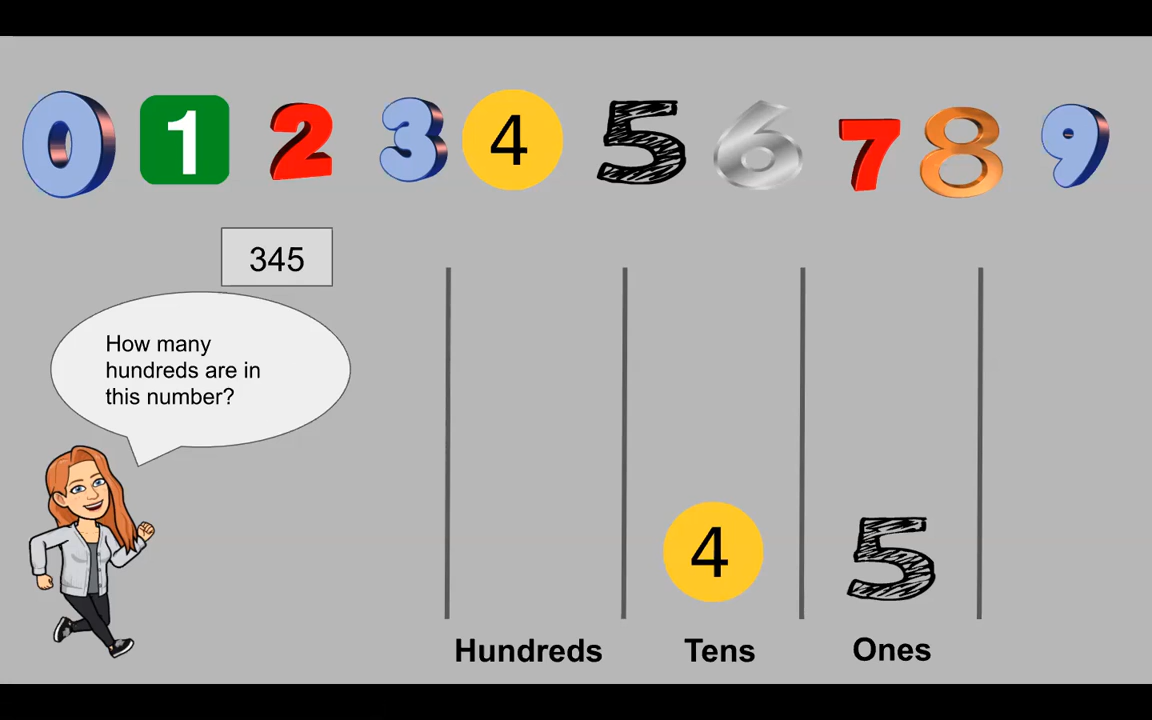 0 1 2 3 4 5 6 7 8 9
345
How many
hundreds are in
this number?
4 5
Hundreds Tens Ones